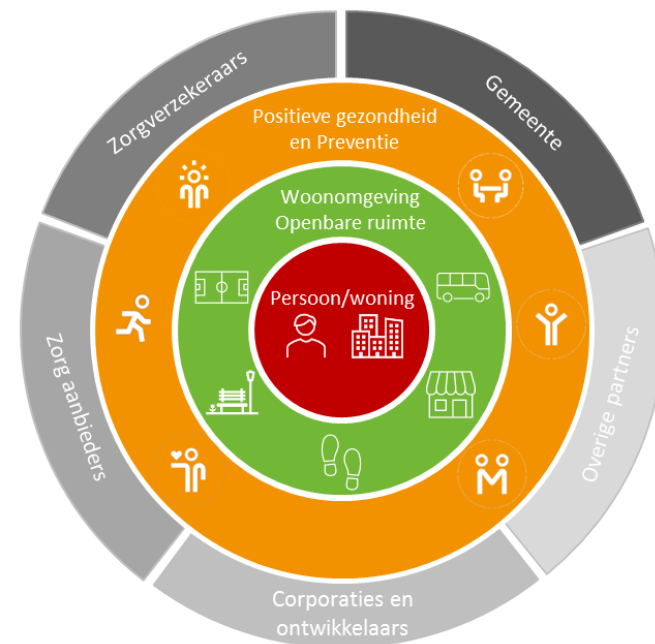 Zorgverzekeraars
Gemeente
Positieve gezondheid
en Preventie
Woonomgeving
Openbare ruimte
Persoon/woning
Zorg aanbieders
Overige partners
Corporaties en
ontwikkelaars